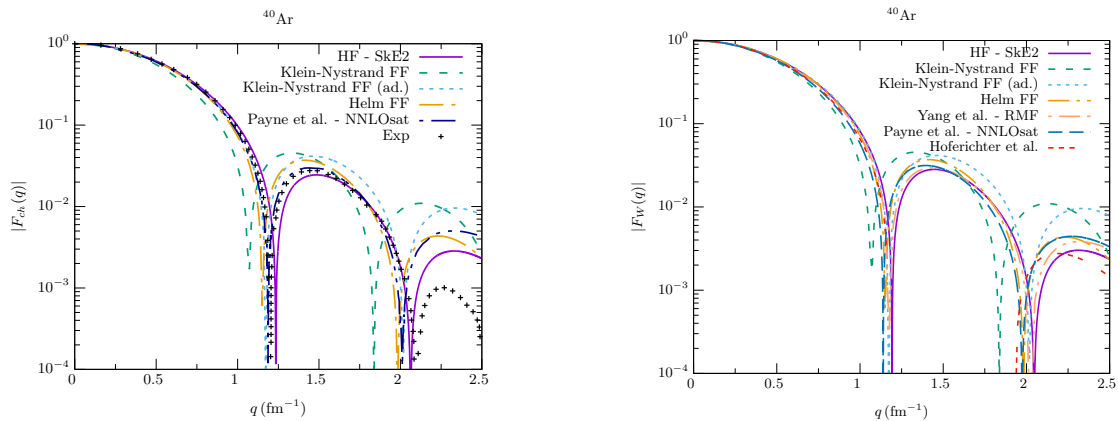 ⁴⁰Ar
10⁰
10⁻¹
10⁻²
10⁻³
10⁻⁴
|F_ch(q)|
HF - SkE2
Klein-Nystrand FF
Klein-Nystrand FF (ad.)
Helm FF
Payne et al. - NNLOsat
Exp
0 0.5 1 1.5 2 2.5
q (fm⁻¹)
⁴⁰Ar
10⁰
10⁻¹
10⁻²
10⁻³
10⁻⁴
|F_W(q)|
HF - SkE2
Klein-Nystrand FF
Klein-Nystrand FF (ad.)
Helm FF
Yang et al. - RMF
Payne et al. - NNLOsat
Hoferichter et al.
0 0.5 1 1.5 2 2.5
q (fm⁻¹)